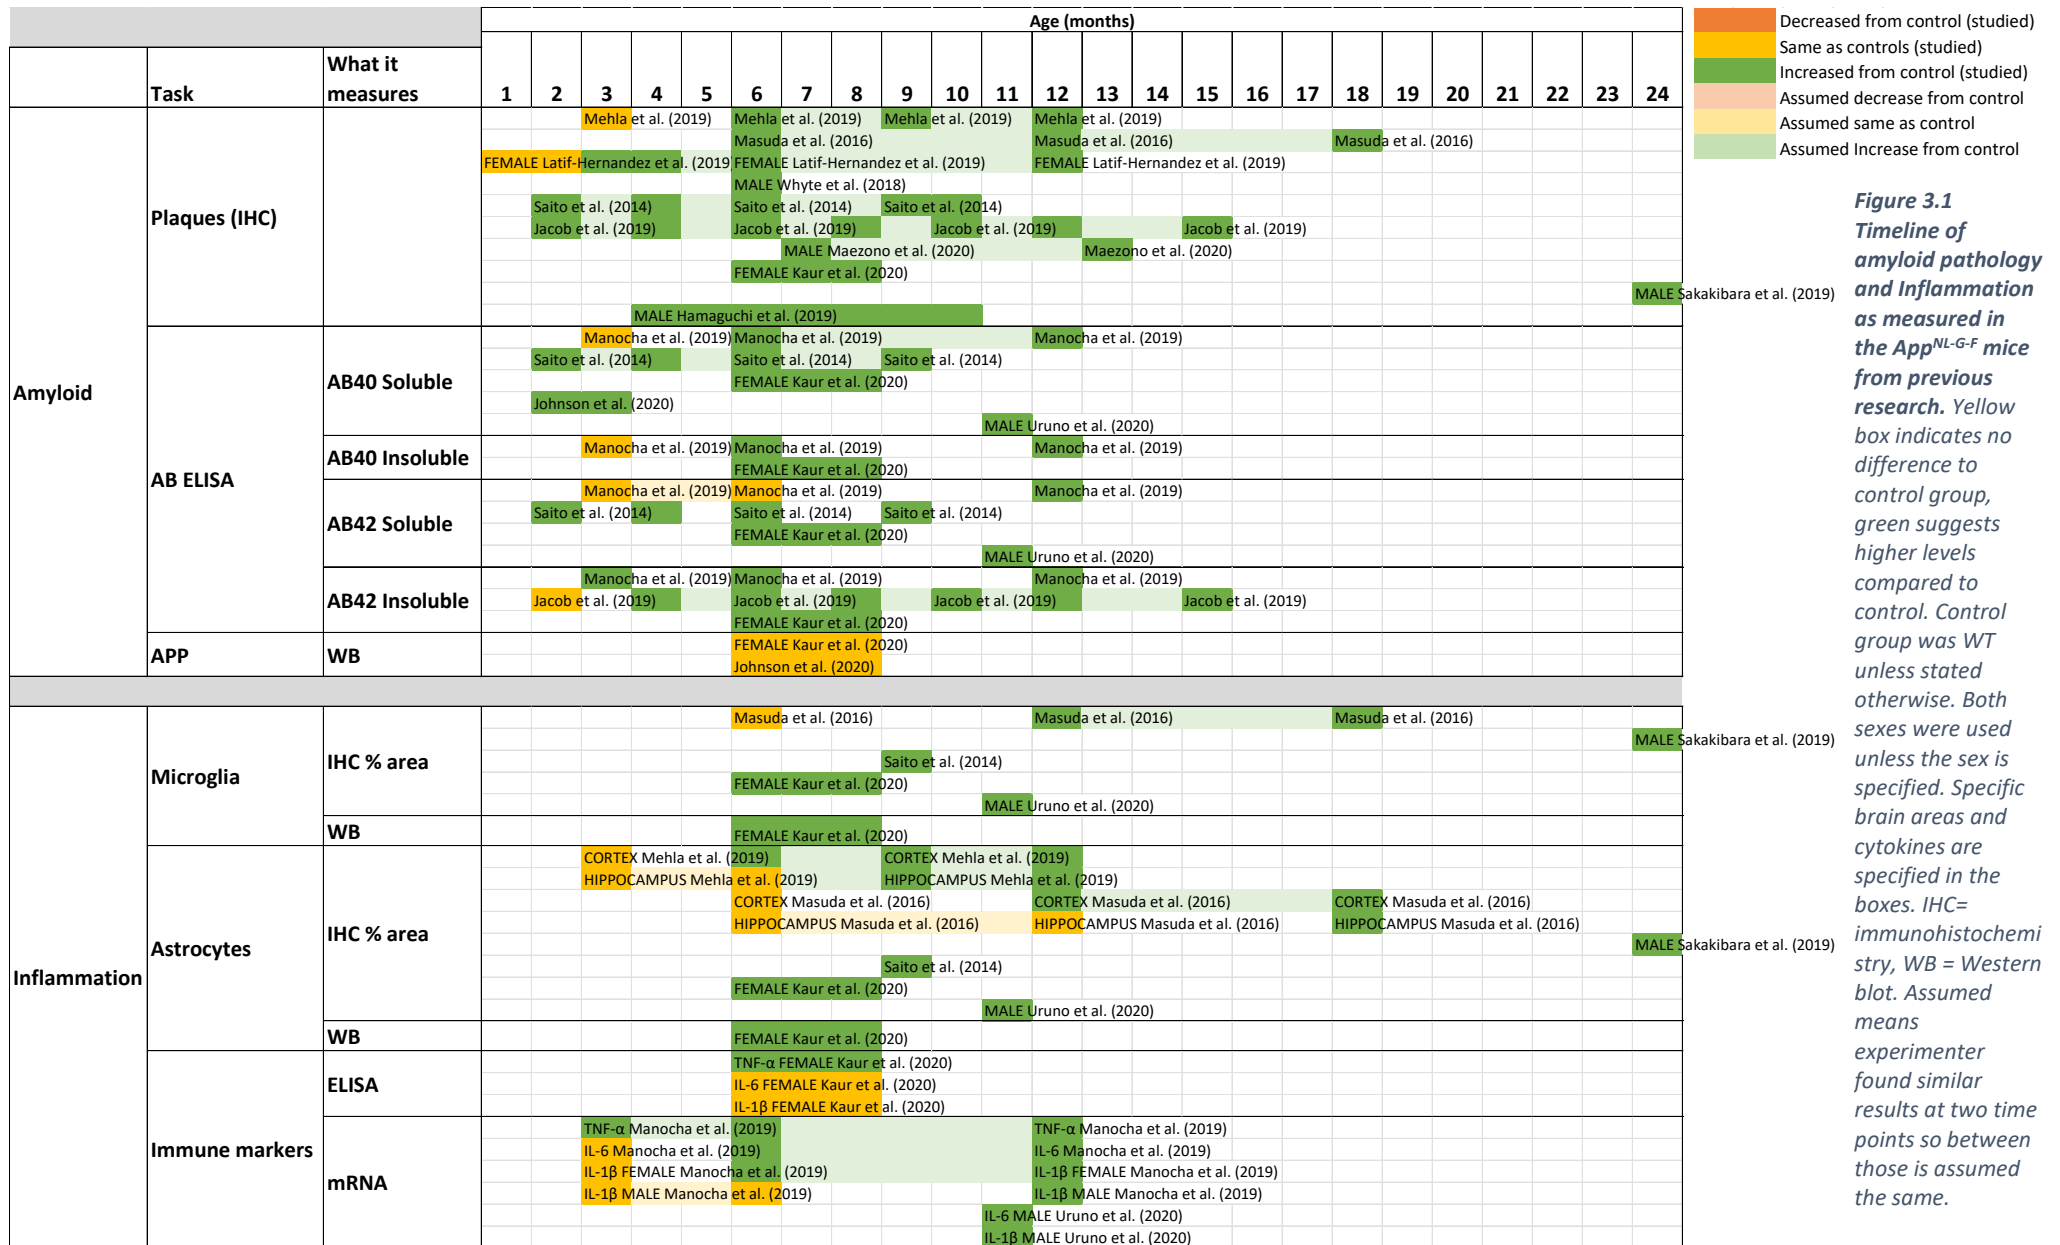 Age (months)
Task What it measures 1 2 3 4 5 6 7 8 9 10 11 12 13 14 15 16 17 18 19 20 21 22 23 24
Amyloid
Plaques (IHC)
Mehla et al. (2019) Mehla et al. (2019) Mehla et al. (2019) Mehla et al. (2019)
Masuda et al. (2016) Masuda et al. (2016) Masuda et al. (2016)
FEMALE Latif-Hernandez et al. (2019 FEMALE Latif-Hernandez et al. (2019) FEMALE Latif-Hernandez et al. (2019)
MALE Whyte et al. (2018)
Saito et al. (2014) Saito et al. (2014) Saito et al. (2014)
Jacob et al. (2019) Jacob et al. (2019) Jacob et al. (2019) Jacob et al. (2019)
MALE Maezono et al. (2020) Maezono et al. (2020)
FEMALE Kaur et al. (2020)
MALE Sakakibara et al. (2019)
MALE Hamaguchi et al. (2019)
AB ELISA
AB40 Soluble
Manocha et al. (2019) Manocha et al. (2019) Manocha et al. (2019)
Saito et al. (2014) Saito et al. (2014) Saito et al. (2014)
FEMALE Kaur et al. (2020)
Johnson et al. (2020)
MALE Uruno et al. (2020)
AB40 Insoluble
Manocha et al. (2019) Manocha et al. (2019) Manocha et al. (2019)
FEMALE Kaur et al. (2020)
AB42 Soluble
Manocha et al. (2019) Manocha et al. (2019) Manocha et al. (2019)
Saito et al. (2014) Saito et al. (2014) Saito et al. (2014)
FEMALE Kaur et al. (2020)
MALE Uruno et al. (2020)
AB42 Insoluble
Manocha et al. (2019) Manocha et al. (2019) Manocha et al. (2019)
Jacob et al. (2019) Jacob et al. (2019) Jacob et al. (2019) Jacob et al. (2019)
FEMALE Kaur et al. (2020)
APP WB
FEMALE Kaur et al. (2020)
Johnson et al. (2020)
Inflammation
Microglia
IHC % area
Masuda et al. (2016) Masuda et al. (2016) Masuda et al. (2016)
MALE Sakakibara et al. (2019)
Saito et al. (2014)
FEMALE Kaur et al. (2020)
MALE Uruno et al. (2020)
WB
FEMALE Kaur et al. (2020)
Astrocytes
IHC % area
CORTEX Mehla et al. (2019) CORTEX Mehla et al. (2019)
HIPPOCAMPUS Mehla et al. (2019) HIPPOCAMPUS Mehla et al. (2019)
CORTEX Masuda et al. (2016) CORTEX Masuda et al. (2016) CORTEX Masuda et al. (2016)
HIPPOCAMPUS Masuda et al. (2016) HIPPOCAMPUS Masuda et al. (2016) HIPPOCAMPUS Masuda et al. (2016)
MALE Sakakibara et al. (2019)
Saito et al. (2014)
FEMALE Kaur et al. (2020)
MALE Uruno et al. (2020)
WB
FEMALE Kaur et al. (2020)
Immune markers
ELISA
TNF-α FEMALE Kaur et al. (2020)
IL-6 FEMALE Kaur et al. (2020)
IL-1β FEMALE Kaur et al. (2020)
mRNA
TNF-α Manocha et al. (2019) TNF-α Manocha et al. (2019)
IL-6 Manocha et al. (2019) IL-6 Manocha et al. (2019)
IL-1β FEMALE Manocha et al. (2019) IL-1β FEMALE Manocha et al. (2019)
IL-1β MALE Manocha et al. (2019) IL-1β MALE Manocha et al. (2019)
IL-6 MALE Uruno et al. (2020)
IL-1β MALE Uruno et al. (2020)
Decreased from control (studied)
Same as controls (studied)
Increased from control (studied)
Assumed decrease from control
Assumed same as control
Assumed Increase from control
Figure 3.1
Timeline of
amyloid pathology
and Inflammation
as measured in
the App^NL-G-F mice
from previous
research. Yellow
box indicates no
difference to
control group,
green suggests
higher levels
compared to
control. Control
group was WT
unless stated
otherwise. Both
sexes were used
unless the sex is
specified. Specific
brain areas and
cytokines are
specified in the
boxes. IHC=
immunohistochemi
stry, WB = Western
blot. Assumed
means
experimenter
found similar
results at two time
points so between
those is assumed
the same.